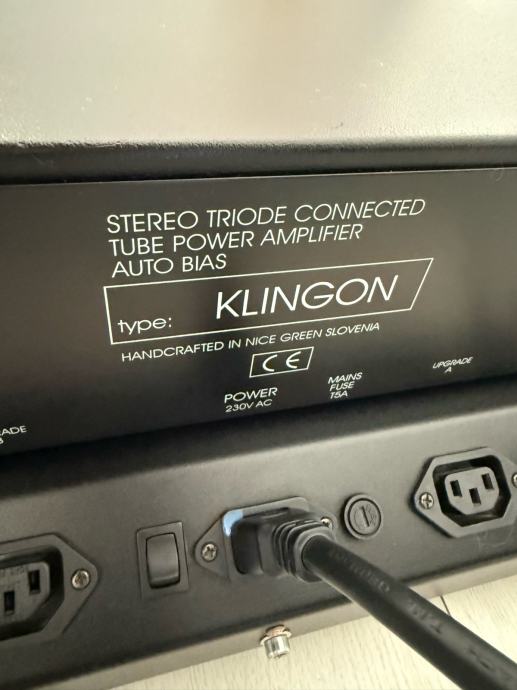 STEREO TRIODE CONNECTED
TUBE POWER AMPLIFIER
AUTO BIAS
type: KLINGON
HANDCRAFTED IN NICE GREEN SLOVENIA
CE
POWER
230V AC
MAINS
FUSE
T5A
UPGRADE
A